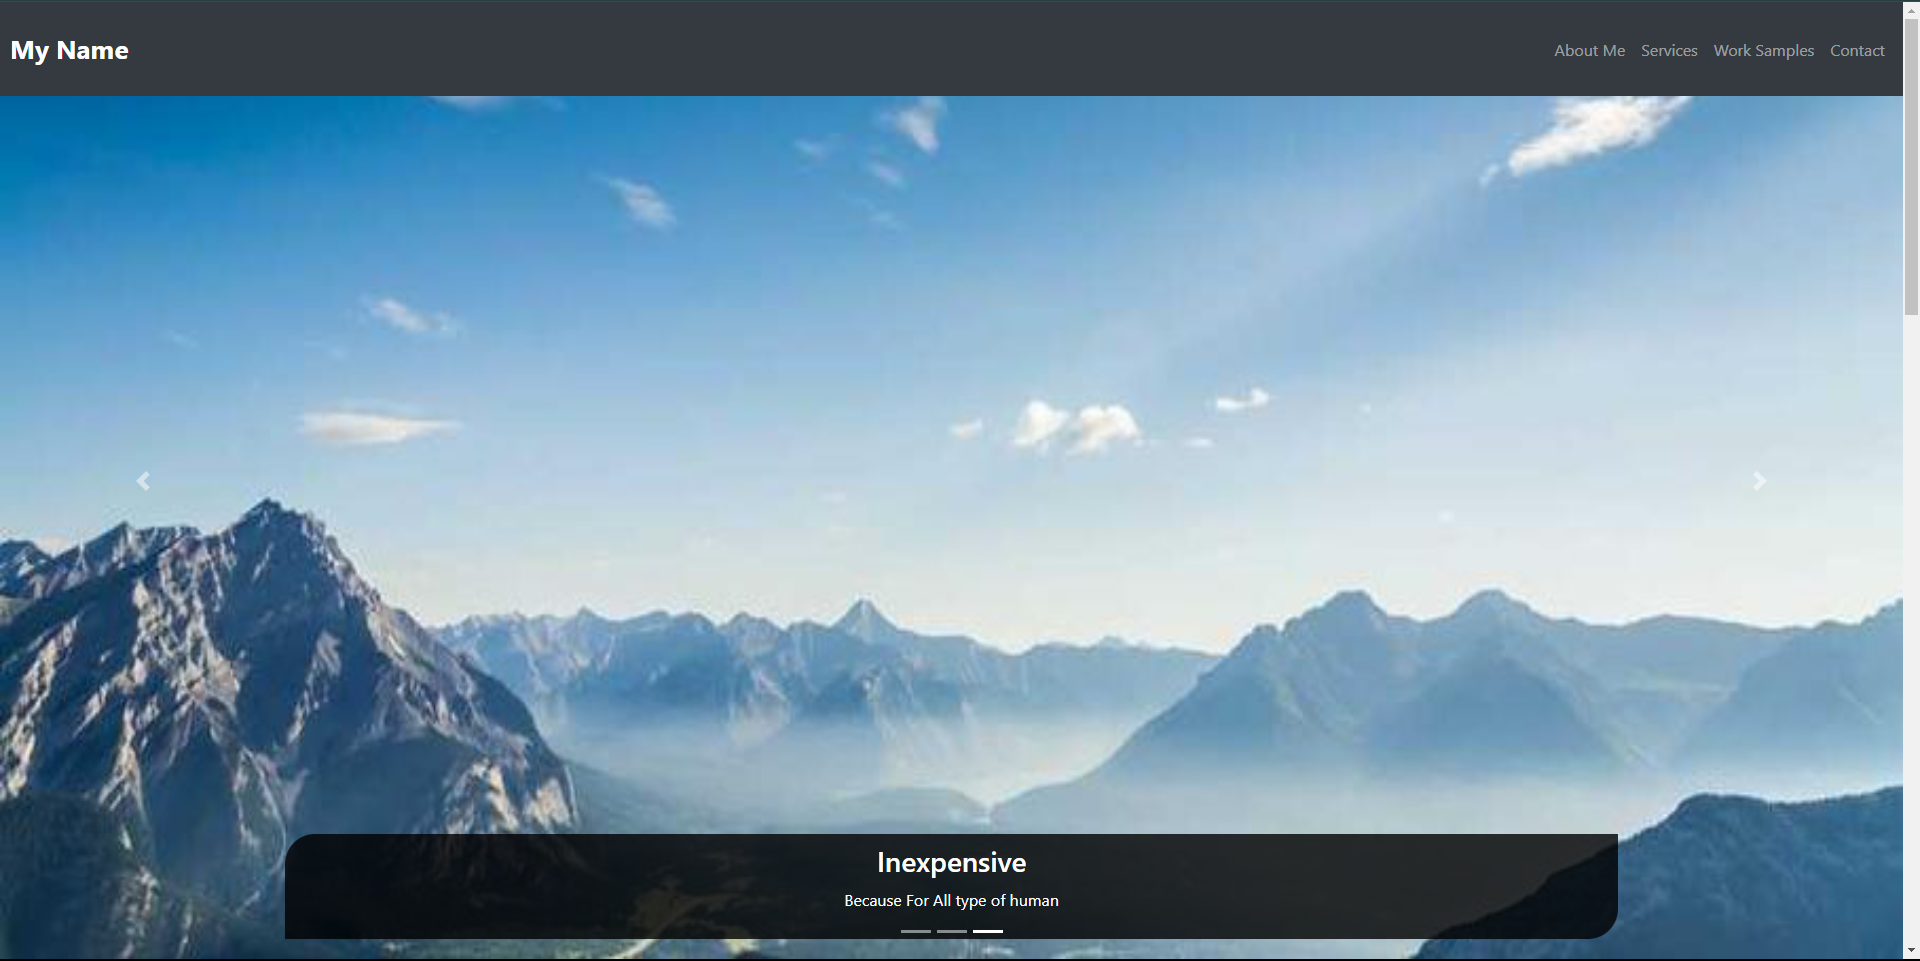 My Name
About Me Services Work Samples Contact
Inexpensive
Because For All type of human